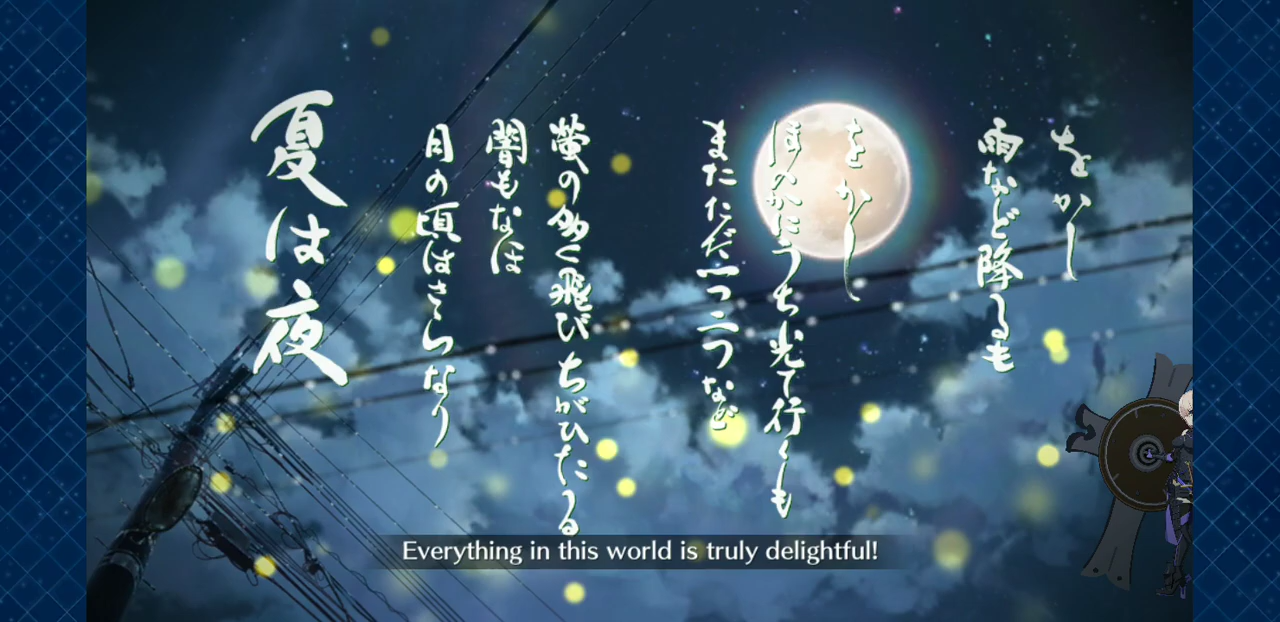 夏は夜
月の頃はさらなり
闇もなほ
螢の多く飛びちがひたる
まただだ一つ二つなど
ほのかにうち光て行くも
をかし
雨など降るも
をかし
Everything in this world is truly delightful!